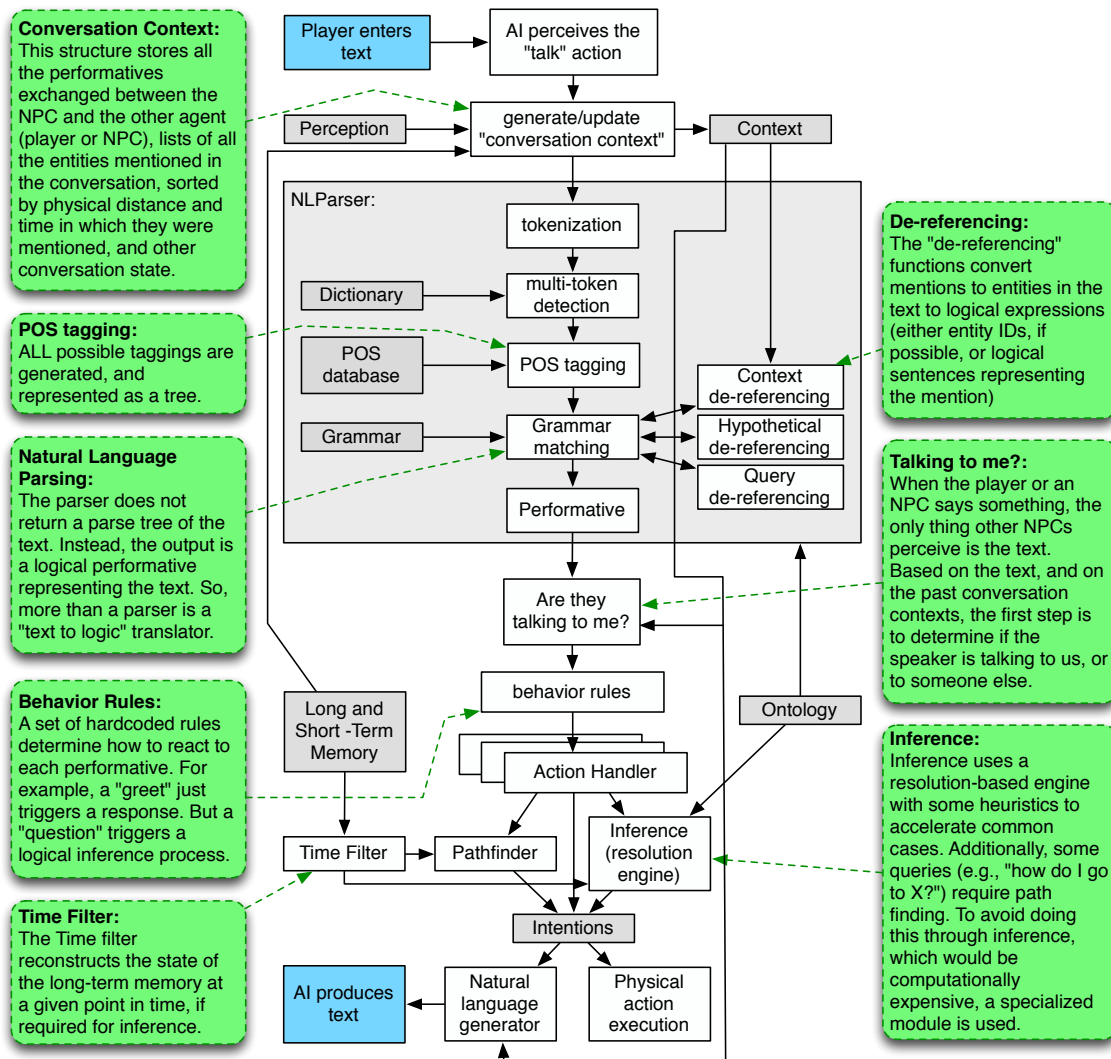 Conversation Context:
This structure stores all
the performatives
exchanged between the
NPC and the other agent
(player or NPC), lists of all
the entities mentioned in
the conversation, sorted
by physical distance and
time in which they were
mentioned, and other
conversation state.
POS tagging:
ALL possible taggings are
generated, and
represented as a tree.
Natural Language
Parsing:
The parser does not
return a parse tree of the
text. Instead, the output is
a logical performative
representing the text. So,
more than a parser is a
"text to logic" translator.
Behavior Rules:
A set of hardcoded rules
determine how to react to
each performative. For
example, a "greet" just
triggers a response. But a
"question" triggers a
logical inference process.
Time Filter:
The Time filter
reconstructs the state of
the long-term memory at
a given point in time, if
required for inference.
Player enters
text
AI perceives the
"talk" action
Perception
generate/update
"conversation context"
Context
NLParser:
tokenization
Dictionary
multi-token
detection
POS
database
POS tagging
Context
de-referencing
Grammar
Grammar
matching
Hypothetical
de-referencing
Query
de-referencing
Performative
Are they
talking to me?
Long and
Short -Term
Memory
behavior rules
Ontology
Action Handler
Time Filter
Pathfinder
Inference
(resolution
engine)
Intentions
AI produces
text
Natural
language
generator
Physical
action
execution
De-referencing:
The "de-referencing"
functions convert
mentions to entities in the
text to logical expressions
(either entity IDs, if
possible, or logical
sentences representing
the mention)
Talking to me?:
When the player or an
NPC says something, the
only thing other NPCs
perceive is the text.
Based on the text, and on
the past conversation
contexts, the first step is
to determine if the
speaker is talking to us, or
to someone else.
Inference:
Inference uses a
resolution-based engine
with some heuristics to
accelerate common
cases. Additionally, some
queries (e.g., "how do I go
to X?") require path
finding. To avoid doing
this through inference,
which would be
computationally
expensive, a specialized
module is used.